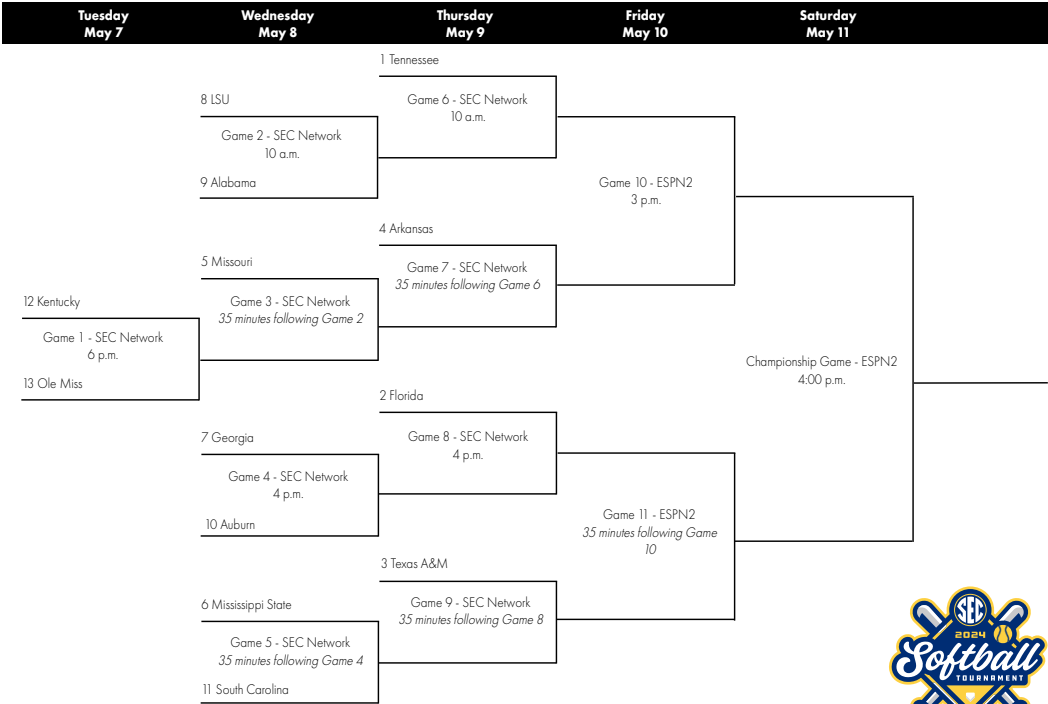 Tuesday
May 7
Wednesday
May 8
Thursday
May 9
Friday
May 10
Saturday
May 11
1 Tennessee
Game 6 - SEC Network
10 a.m.
8 LSU
Game 2 - SEC Network
10 a.m.
9 Alabama
Game 10 - ESPN2
3 p.m.
4 Arkansas
Game 7 - SEC Network
35 minutes following Game 6
5 Missouri
Game 3 - SEC Network
35 minutes following Game 2
12 Kentucky
Game 1 - SEC Network
6 p.m.
13 Ole Miss
Championship Game - ESPN2
4:00 p.m.
2 Florida
Game 8 - SEC Network
4 p.m.
7 Georgia
Game 4 - SEC Network
4 p.m.
10 Auburn
Game 11 - ESPN2
35 minutes following Game
10
3 Texas A&M
Game 9 - SEC Network
35 minutes following Game 8
6 Mississippi State
Game 5 - SEC Network
35 minutes following Game 4
11 South Carolina
SEC
2024
Softball
TOURNAMENT